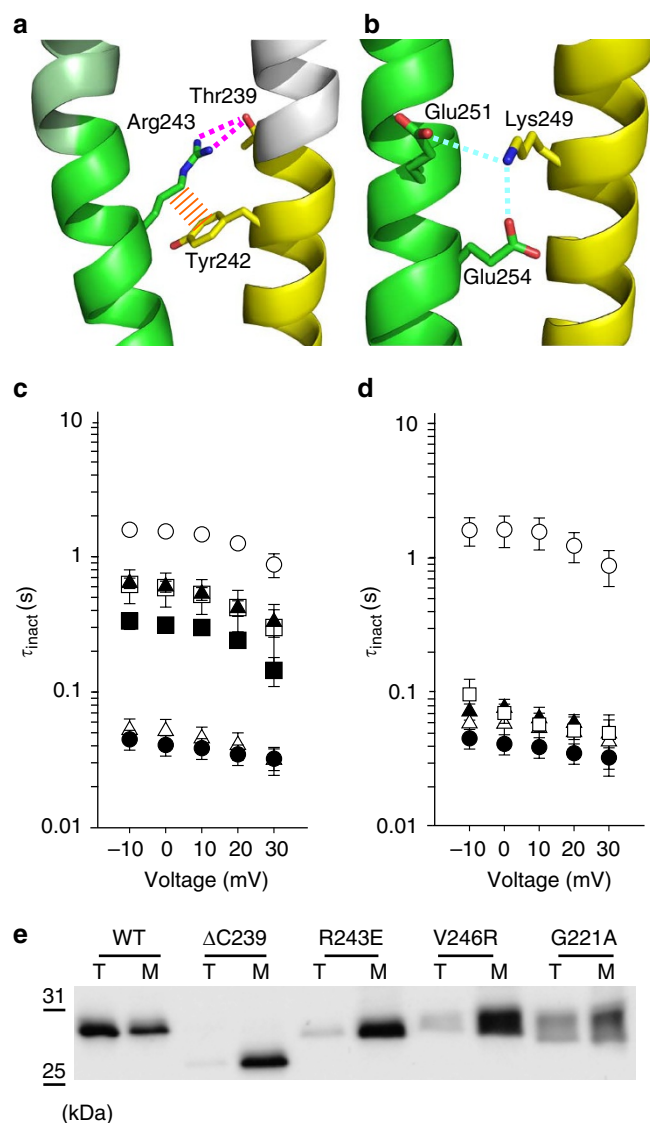 a
b
Thr239
Arg243
Tyr242
Glu251
Lys249
Glu254
c
d
10
1
0.1
0.01
τinact (s)
–10 0 10 20 30
Voltage (mV)
10
1
0.1
0.01
τinact (s)
–10 0 10 20 30
Voltage (mV)
e
WT ΔC239 R243E V246R G221A
T M T M T M T M T M
31
25
(kDa)